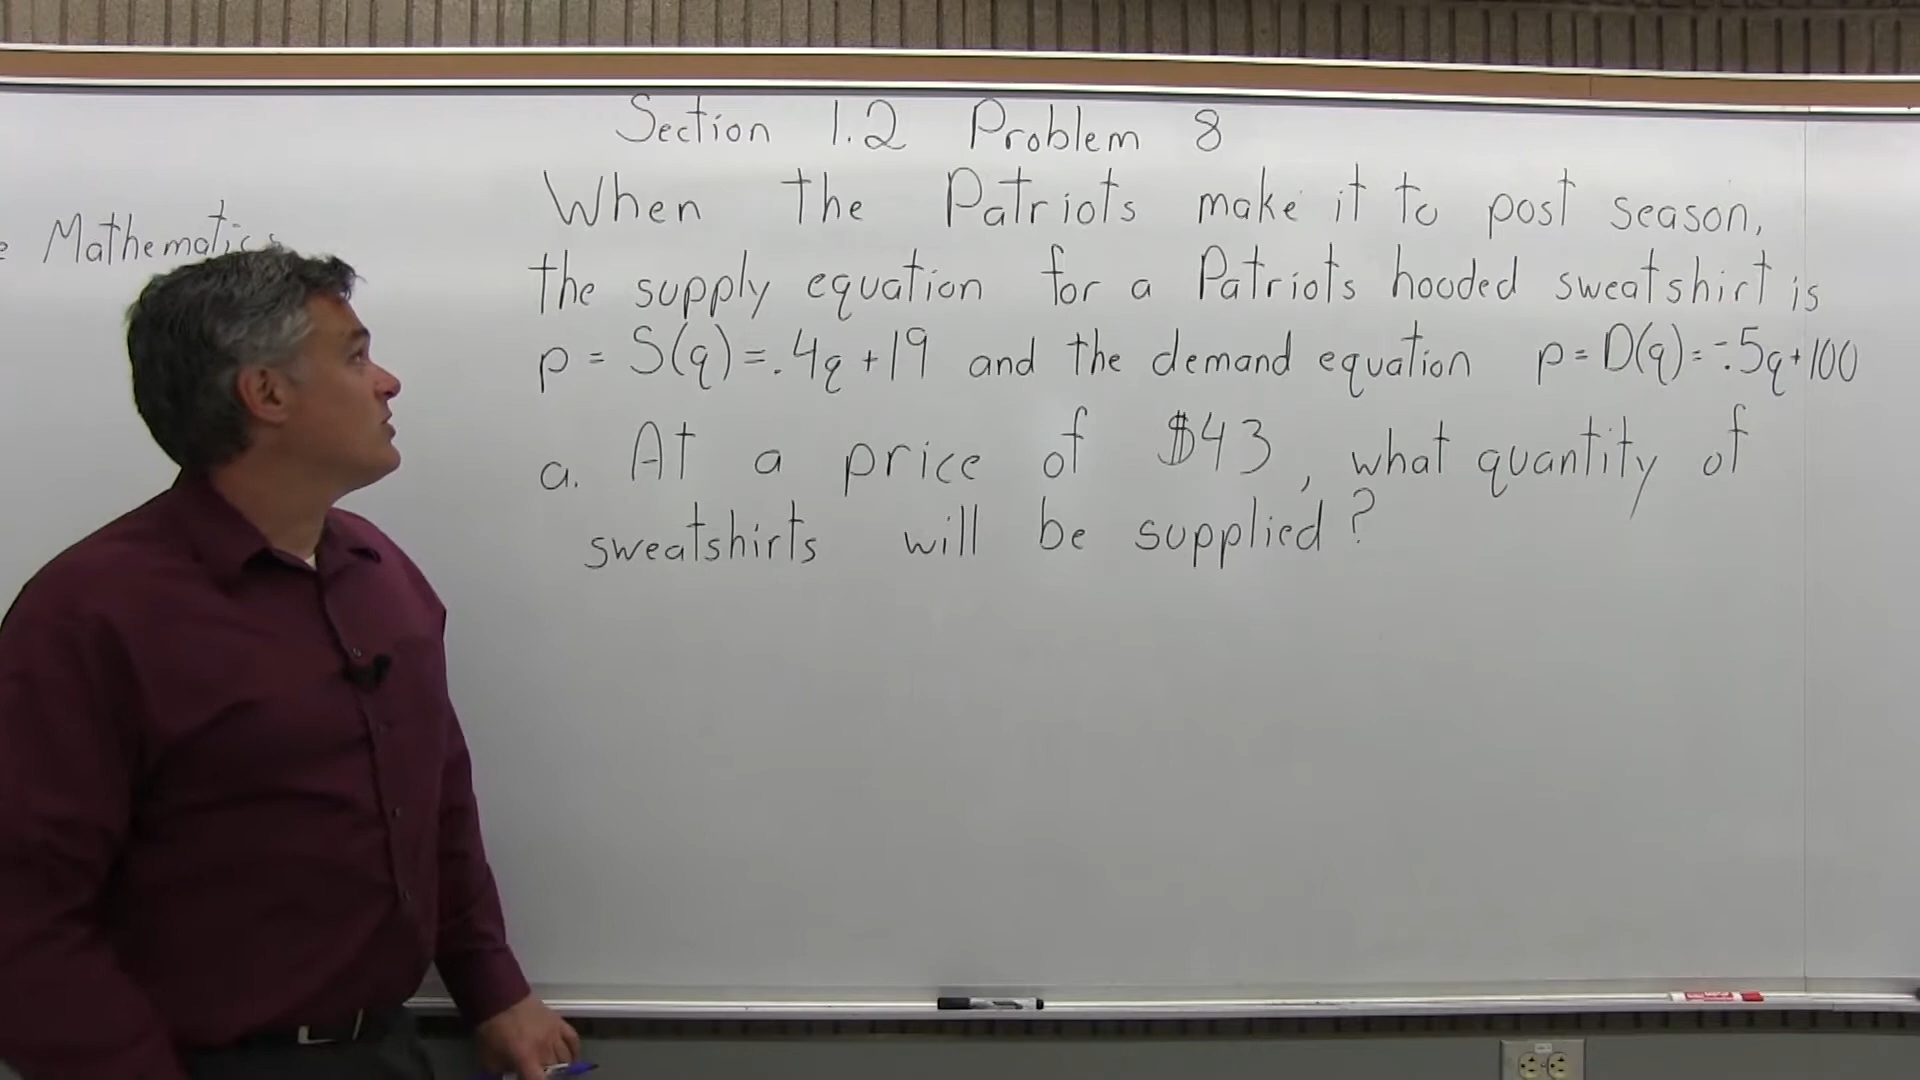 Section 1.2 Problem 8
Mathematics
When the Patriots make it to post season,
the supply equation for a Patriots hooded sweatshirt is
p = S(q) = .4q + 19 and the demand equation p = D(q) = -.5q + 100
a. At a price of $43, what quantity of
sweatshirts will be supplied?